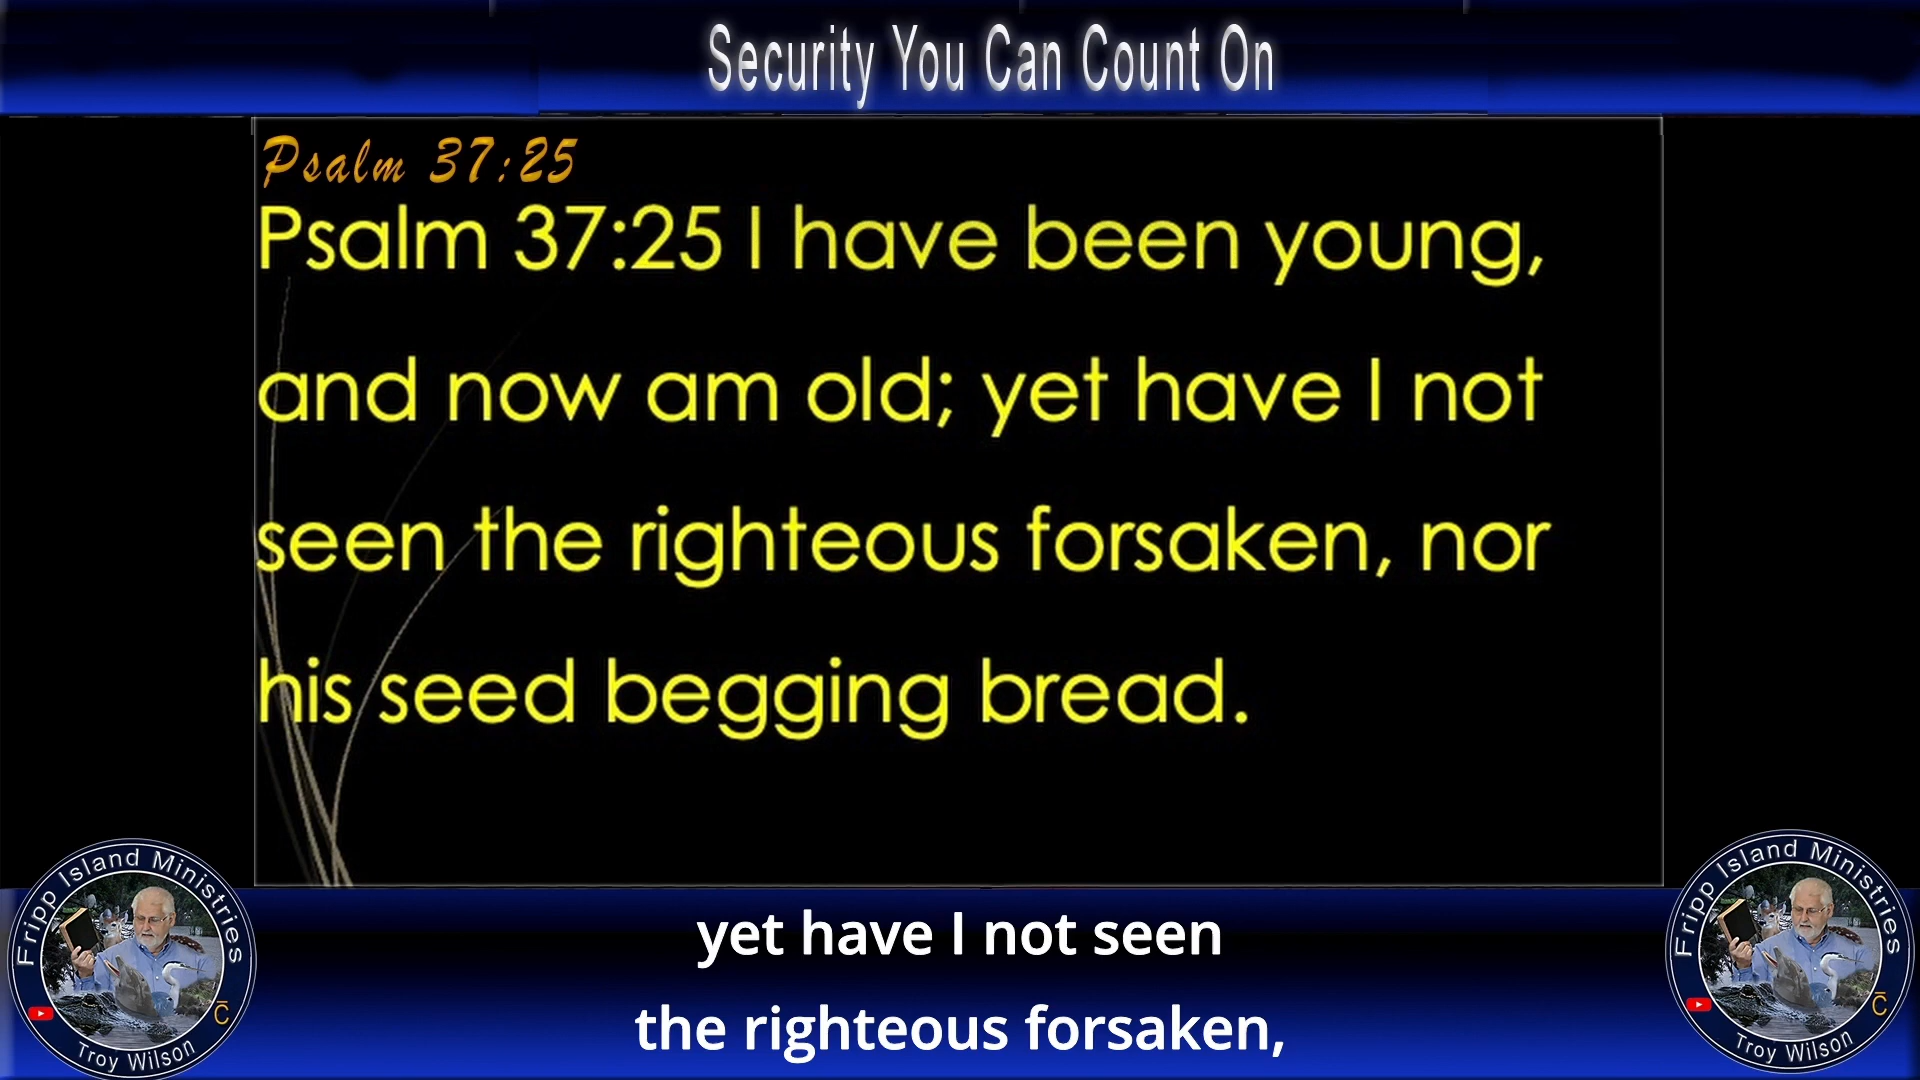 Security You Can Count On
Psalm 37:25
Psalm 37:25 I have been young,
and now am old; yet have I not
seen the righteous forsaken, nor
his seed begging bread.
yet have I not seen
the righteous forsaken,
Fripp Island Ministries
Troy Wilson
Fripp Island Ministries
Troy Wilson